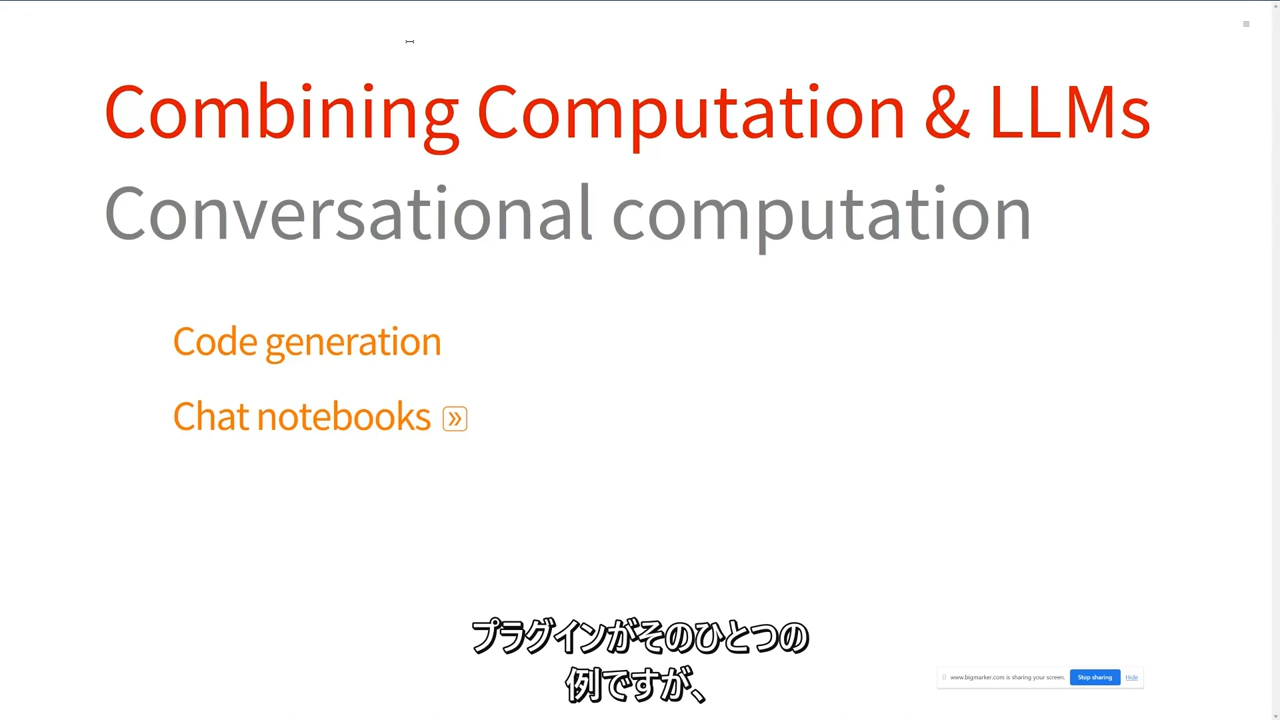 Combining Computation & LLMs
Conversational computation
Code generation
Chat notebooks »
プラグインがそのひとつの
例ですが、
www.bigmarker.com is sharing your screen. Stop sharing Hide